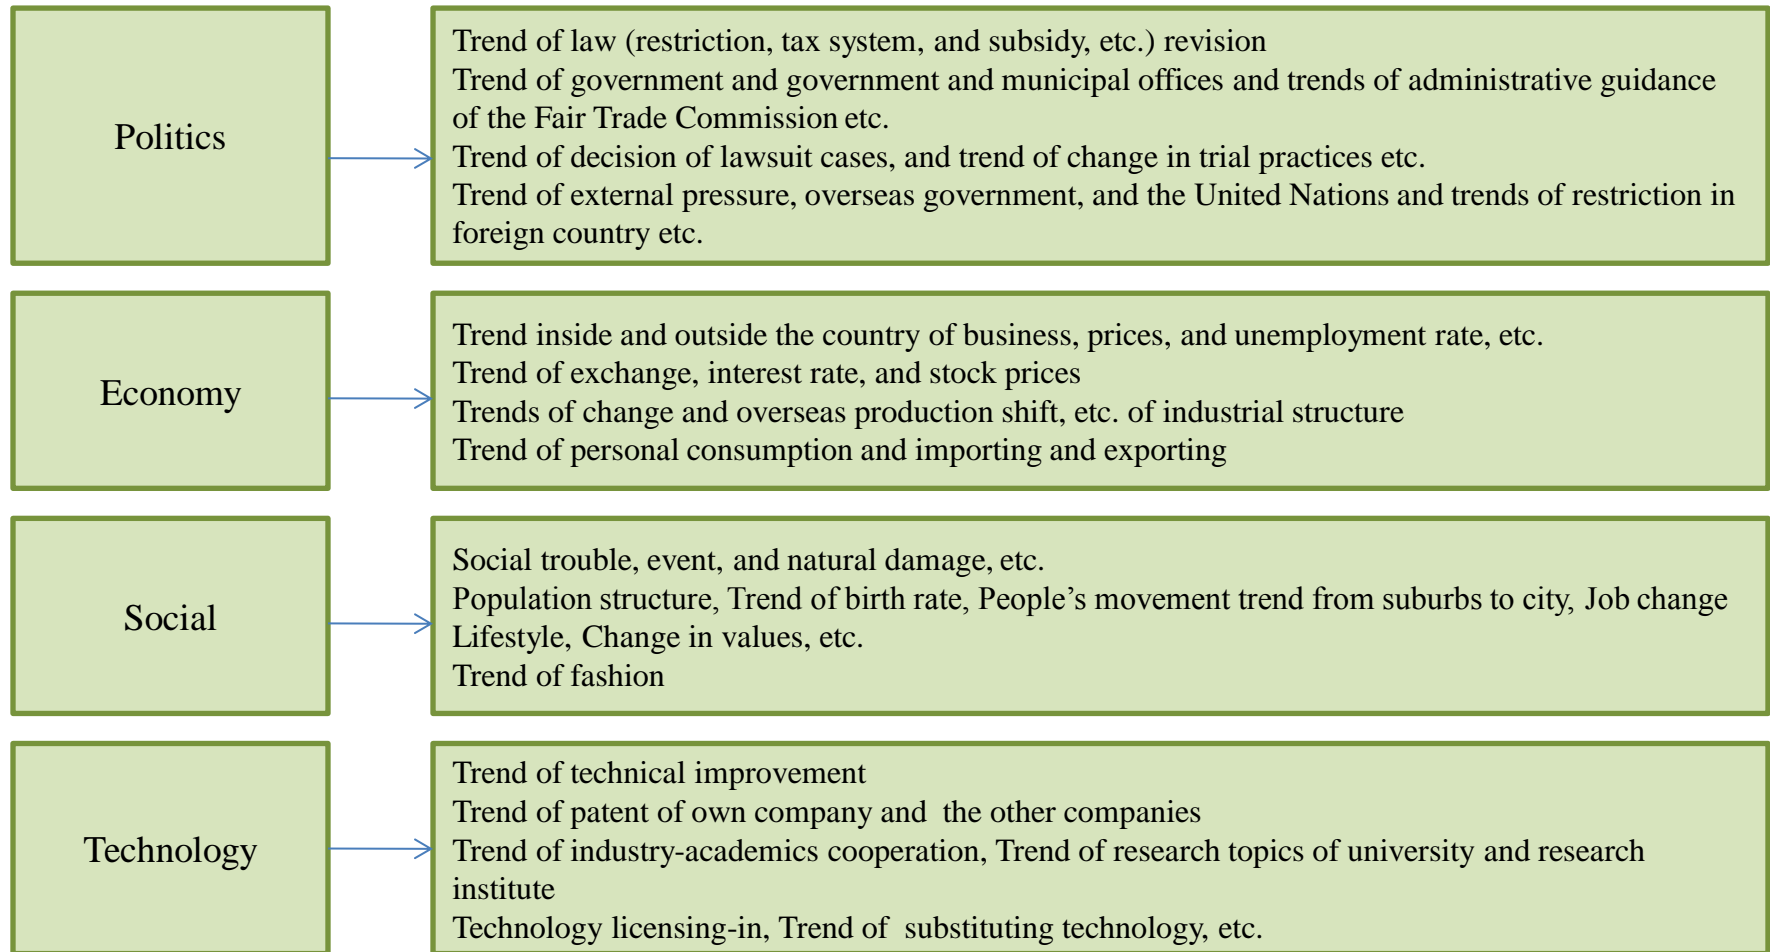 Politics
Trend of law (restriction, tax system, and subsidy, etc.) revision
Trend of government and government and municipal offices and trends of administrative guidance
of the Fair Trade Commission etc.
Trend of decision of lawsuit cases, and trend of change in trial practices etc.
Trend of external pressure, overseas government, and the United Nations and trends of restriction in
foreign country etc.
Economy
Trend inside and outside the country of business, prices, and unemployment rate, etc.
Trend of exchange, interest rate, and stock prices
Trends of change and overseas production shift, etc. of industrial structure
Trend of personal consumption and importing and exporting
Social
Social trouble, event, and natural damage, etc.
Population structure, Trend of birth rate, People’s movement trend from suburbs to city, Job change
Lifestyle, Change in values, etc.
Trend of fashion
Technology
Trend of technical improvement
Trend of patent of own company and  the other companies
Trend of industry-academics cooperation, Trend of research topics of university and research
institute
Technology licensing-in, Trend of  substituting technology, etc.